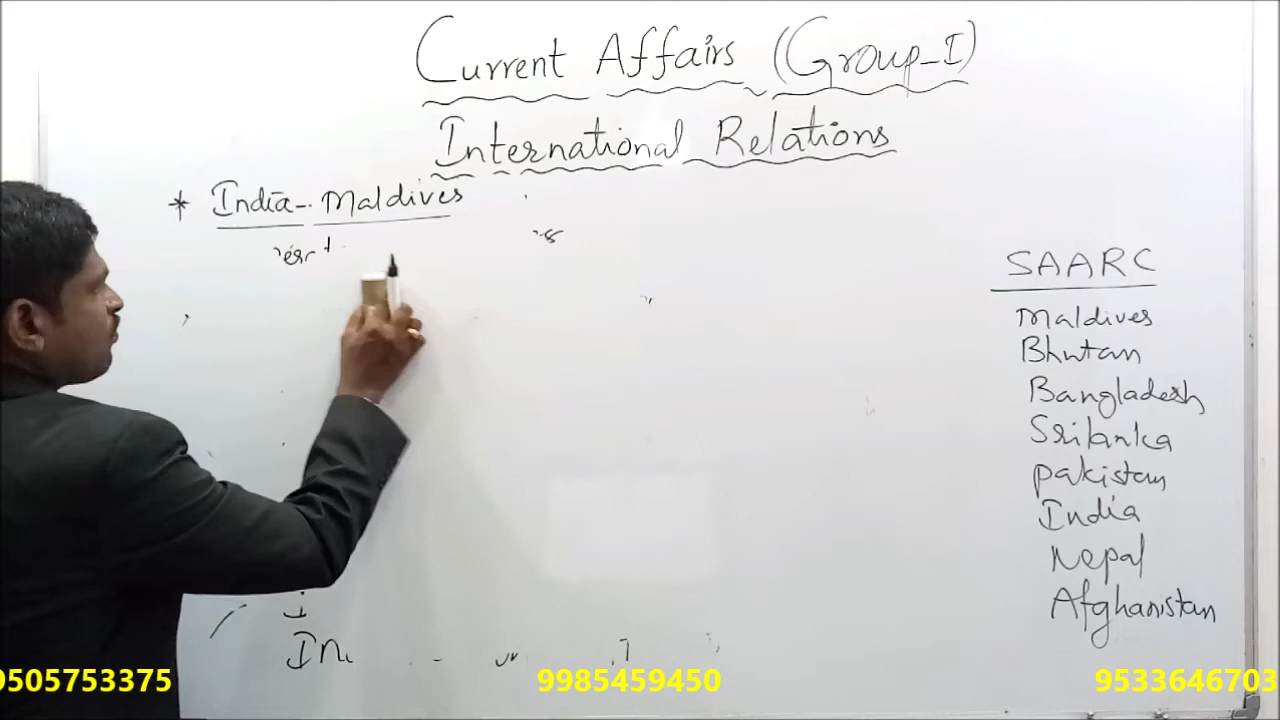 Current Affairs (Group-I)
International Relations
* India - Maldives
SAARC
Maldives
Bhutan
Bangladesh
Srilanka
pakistan
India
Nepal
Afghanistan
9505753375
9985459450
9533646703